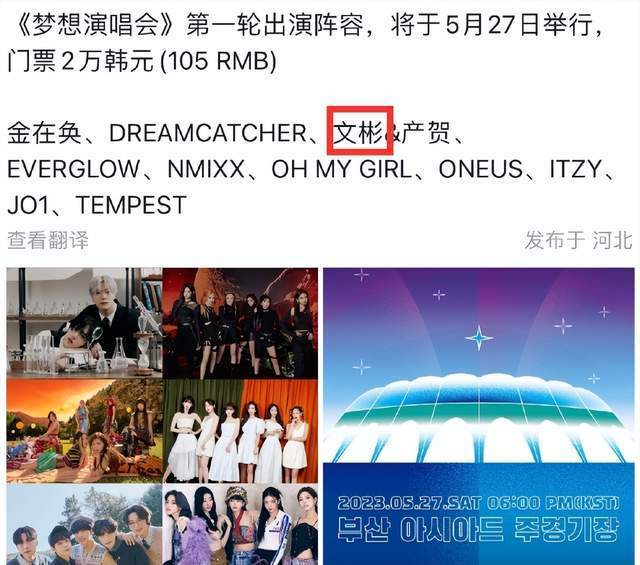 《梦想演唱会》第一轮出演阵容，将于5月27日举行，
门票2万韩元(105 RMB)
金在奂、DREAMCATCHER、文彬&产贺、
EVERGLOW、NMIXX、OH MY GIRL、ONEUS、ITZY、
JO1、TEMPEST
查看翻译
发布于 河北
2023.05.27.SAT 06:00 PM(KST)
부산 아시아드 주경기장